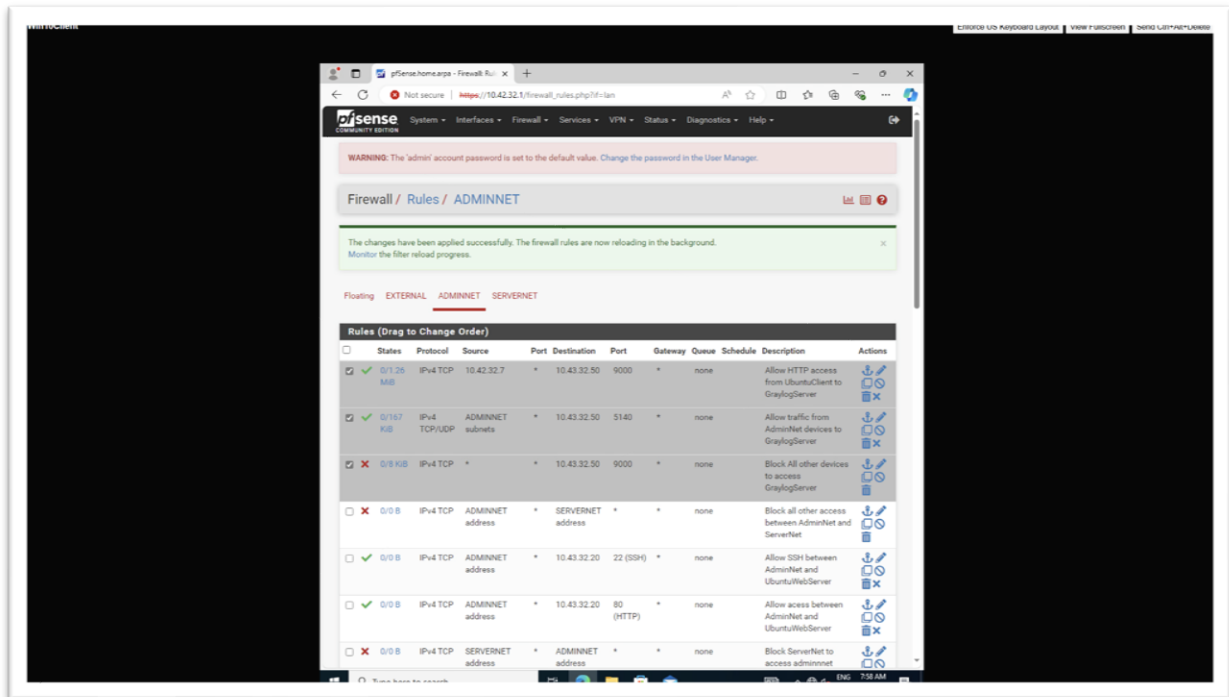 WinToClient
Enforce US Keyboard Layout View Fullscreen Send Ctrl+Alt+Delete
pfSense.home.arpa - Firewall: Rul
Not secure https://10.42.32.1/firewall_rules.php?if=lan
pfsense
COMMUNITY EDITION
System Interfaces Firewall Services VPN Status Diagnostics Help
WARNING: The 'admin' account password is set to the default value. Change the password in the User Manager.
Firewall / Rules / ADMINNET
The changes have been applied successfully. The firewall rules are now reloading in the background.
Monitor the filter reload progress.
Floating EXTERNAL ADMINNET SERVERNET
Rules (Drag to Change Order)
States Protocol Source Port Destination Port Gateway Queue Schedule Description Actions
0/1.26 IPv4 TCP 10.42.32.7 * 10.43.32.50 9000 * none Allow HTTP access
MiB from UbuntuClient to
GraylogServer
0/167 IPv4 ADMINNET * 10.43.32.50 5140 * none Allow traffic from
KiB TCP/UDP subnets AdminNet devices to
GraylogServer
0/8 KiB IPv4 TCP * * 10.43.32.50 9000 * none Block All other devices
to access
GraylogServer
0/0 B IPv4 TCP ADMINNET * SERVERNET * * none Block all other access
address address between AdminNet and
ServerNet
0/0 B IPv4 TCP ADMINNET * 10.43.32.20 22 (SSH) * none Allow SSH between
address AdminNet and
UbuntuWebServer
0/0 B IPv4 TCP ADMINNET * 10.43.32.20 80 * none Allow acess between
address (HTTP) AdminNet and
UbuntuWebServer
0/0 B IPv4 TCP SERVERNET * ADMINNET * * none Block ServerNet to
address address access adminnnet
Type here to search ENG 7:58 AM